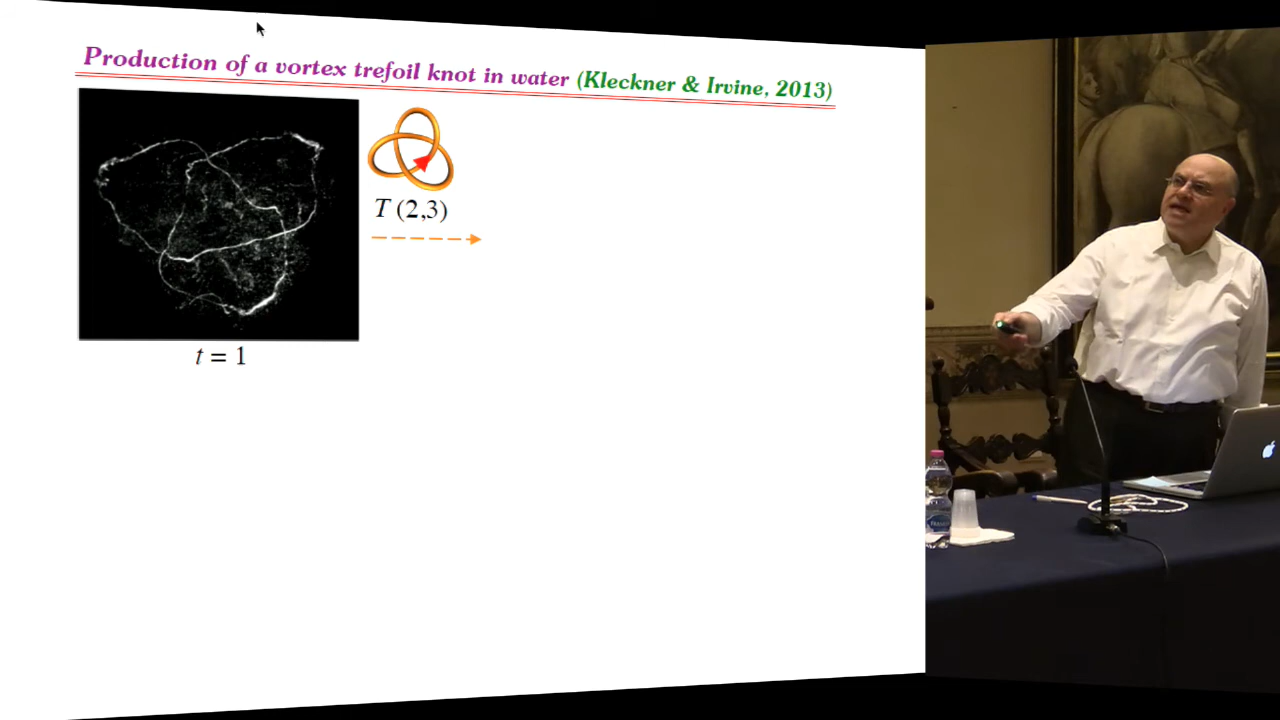 Production of a vortex trefoil knot in water (Kleckner & Irvine, 2013)
T (2,3)
t = 1